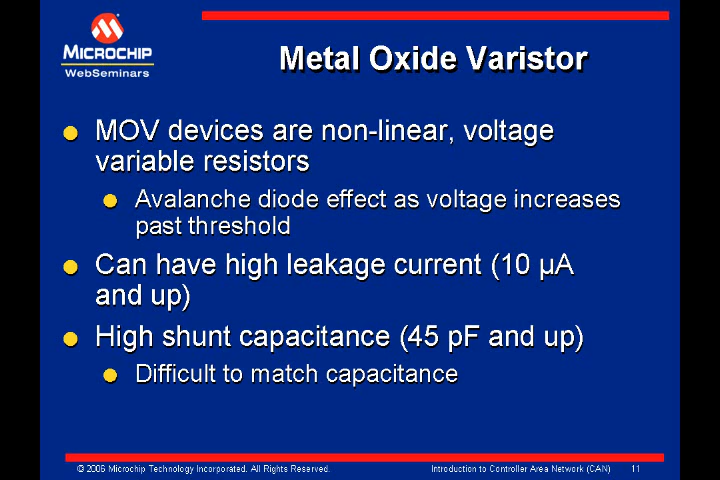 MICROCHIP
WebSeminars
Metal Oxide Varistor
MOV devices are non-linear, voltage
variable resistors
Avalanche diode effect as voltage increases
past threshold
Can have high leakage current (10 µA
and up)
High shunt capacitance (45 pF and up)
Difficult to match capacitance
© 2006 Microchip Technology Incorporated. All Rights Reserved. Introduction to Controller Area Network (CAN) 11